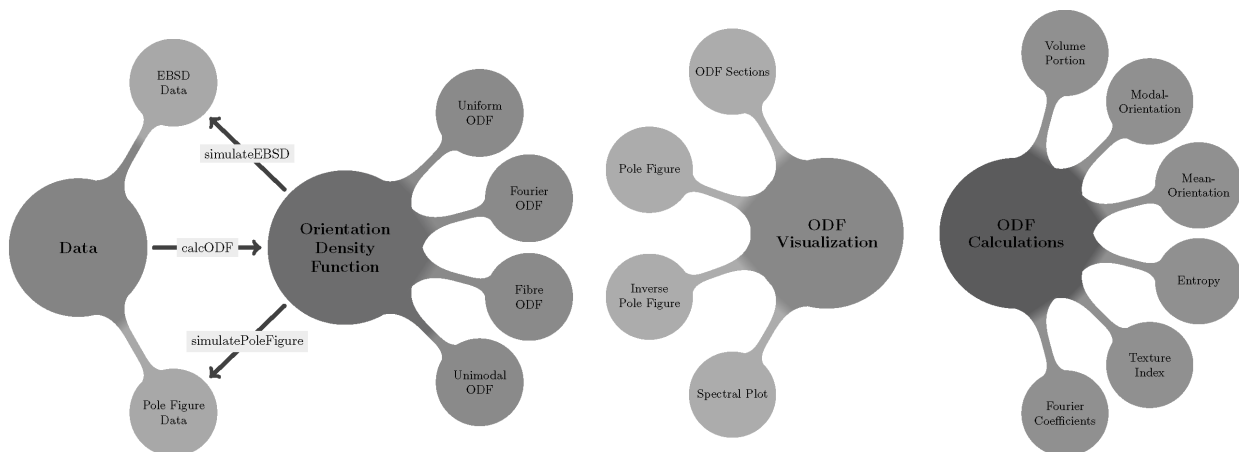 EBSD
Data
simulateEBSD
Data
calcODF
simulatePoleFigure
Pole Figure
Data
Orientation
Density
Function
Uniform
ODF
Fourier
ODF
Fibre
ODF
Unimodal
ODF
ODF Sections
Pole Figure
ODF
Visualization
Inverse
Pole Figure
Spectral Plot
ODF
Calculations
Volume
Portion
Modal-
Orientation
Mean-
Orientation
Entropy
Texture
Index
Fourier
Coefficients